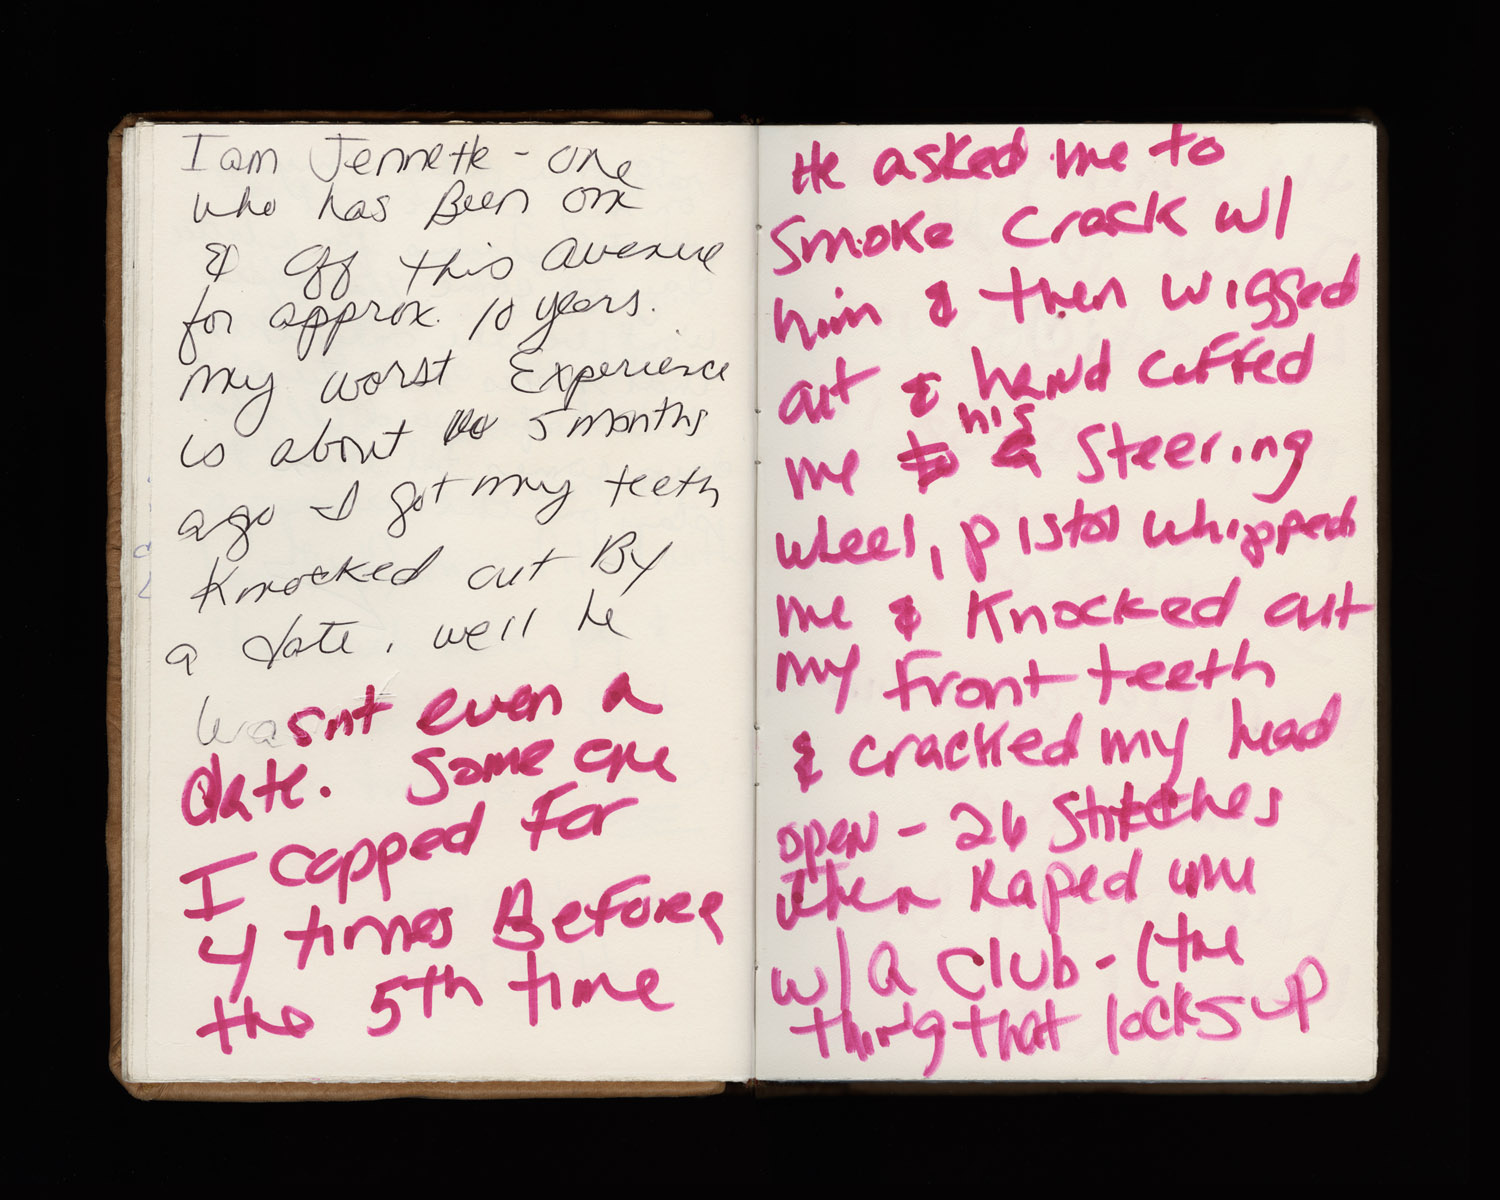 I am Jennette - one
who has Been on
& off this avenue
for approx. 10 years.
my worst Experience
is about 5 months
ago I got my teeth
Knocked out By
a date, well he
wasnt even a
date. Some one
I copped For
4 times Before
the 5th time
He asked me to
Smoke crack w/
him & then wigged
out & hand cuffed
me his Steering
wheel, pistol whipped
me & Knocked out
my front teeth
& cracked my head
open - 26 Stitches
then Raped me
w/ a club - (the
thing that locks up